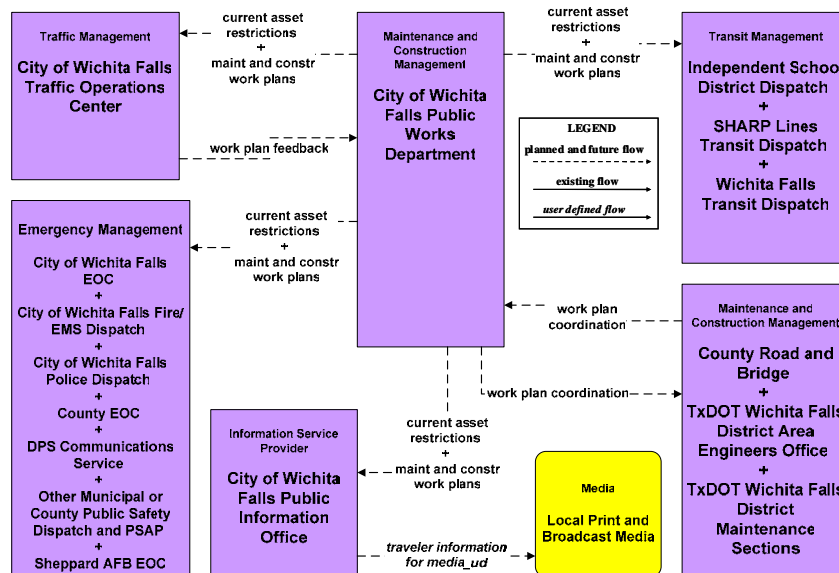 Traffic Management
City of Wichita Falls
Traffic Operations
Center
current asset
restrictions
+
maint and constr
work plans
work plan feedback
Maintenance and
Construction
Management
City of Wichita
Falls Public
Works
Department
current asset
restrictions
+
maint and constr
work plans
Transit Management
Independent School
District Dispatch
+
SHARP Lines
Transit Dispatch
+
Wichita Falls
Transit Dispatch
LEGEND
planned and future flow
existing flow
user defined flow
Emergency Management
City of Wichita Falls
EOC
+
City of Wichita Falls Fire/
EMS Dispatch
+
City of Wichita Falls
Police Dispatch
+
County EOC
+
DPS Communications
Service
+
Other Municipal or
County Public Safety
Dispatch and PSAP
+
Sheppard AFB EOC
current asset
restrictions
+
maint and constr
work plans
work plan
coordination
work plan coordination
Maintenance and
Construction Management
County Road and
Bridge
+
TxDOT Wichita Falls
District Area
Engineers Office
+
TxDOT Wichita Falls
District
Maintenance
Sections
current asset
restrictions
+
maint and constr
work plans
Information Service
Provider
City of Wichita
Falls Public
Information
Office
traveler information
for media_ud
Media
Local Print and
Broadcast Media